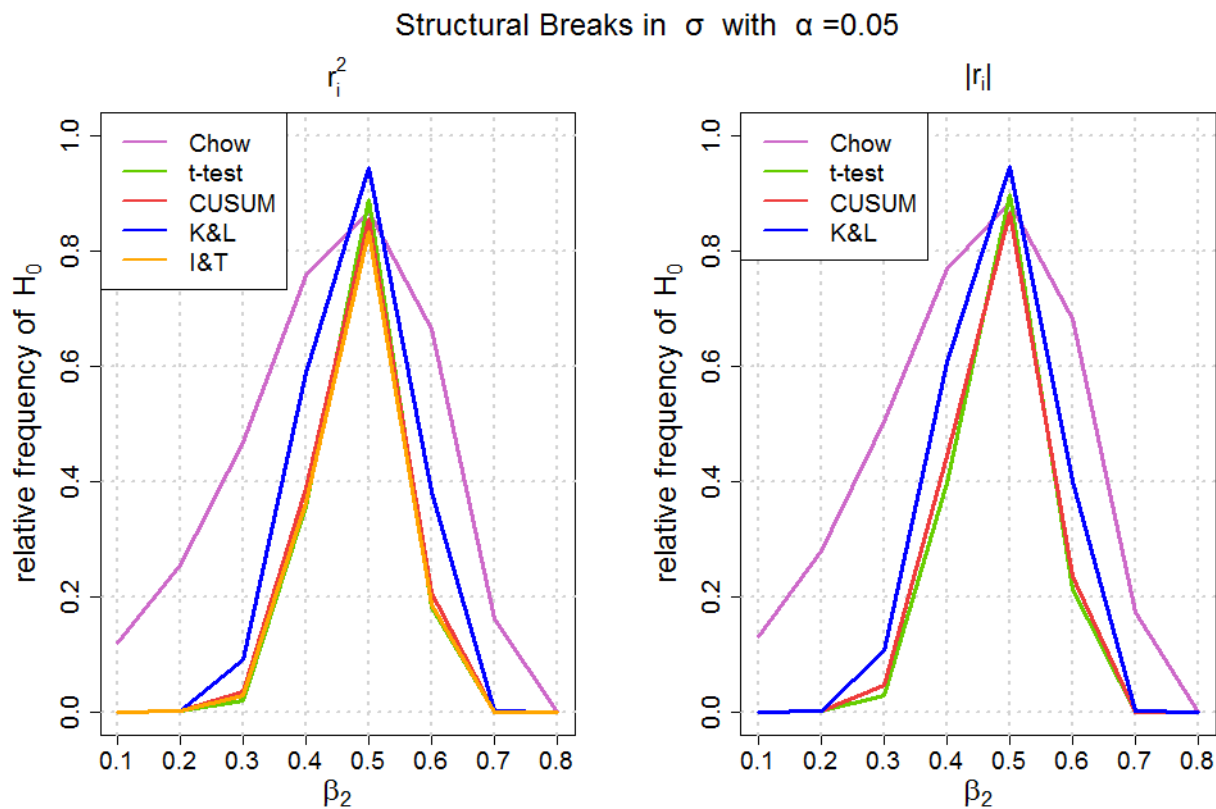 Structural Breaks in σ with α =0.05
r_i^2
relative frequency of H_0
1.0
0.8
0.6
0.4
0.2
0.0
Chow
t-test
CUSUM
K&L
I&T
0.1 0.2 0.3 0.4 0.5 0.6 0.7 0.8
β_2
|r_i|
relative frequency of H_0
1.0
0.8
0.6
0.4
0.2
0.0
Chow
t-test
CUSUM
K&L
0.1 0.2 0.3 0.4 0.5 0.6 0.7 0.8
β_2